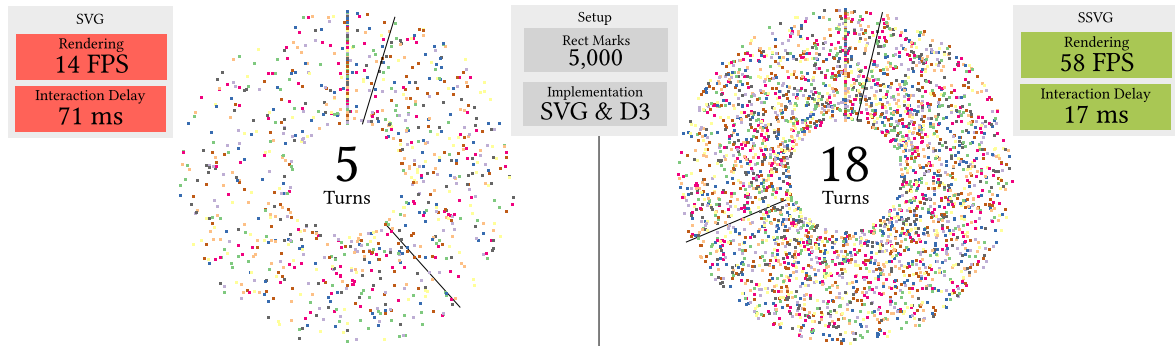 SVG
Rendering
14 FPS
Interaction Delay
71 ms
5
Turns
Setup
Rect Marks
5,000
Implementation
SVG & D3
18
Turns
SSVG
Rendering
58 FPS
Interaction Delay
17 ms